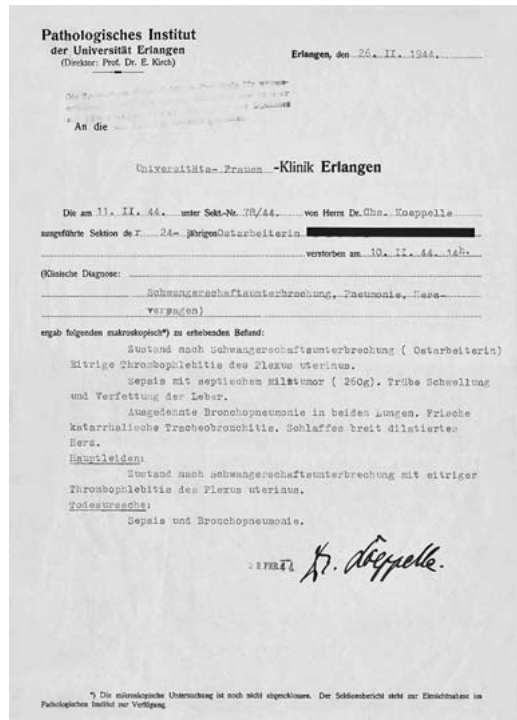 Pathologisches Institut
der Universität Erlangen
(Direktor: Prof. Dr. E. Kirch)
Erlangen, den 26. II. 1944.
An die
Universitäts- Frauen -Klinik Erlangen
Die am 11. II. 44. unter Sekt.-Nr. 78/44. von Herrn Dr. Chs. Koeppelle
ausgeführte Sektion der 24- jährigen Ostarbeiterin
verstorben am 10. II. 44. 14h.
(Klinische Diagnose:
Schwangerschaftsunterbrechung, Pneumonie, Herz-
versagen)
ergab folgenden makroskopisch*) zu erhebenden Befund:
Zustand nach Schwangerschaftsunterbrechung ( Ostarbeiterin)
Eitrige Thrombophlebitis des Plexus uterinus.
Sepsis mit septischem Milztumor ( 260g). Trübe Schwellung
und Verfettung der Leber.
Ausgedehnte Bronchopneumonie in beiden Lungen. Frische
katarrhalische Tracheobronchitis. Schlaffes breit dilatiertes
Herz.
Hauptleiden:
Zustand nach Schwangerschaftsunterbrechung mit eitriger
Thrombophlebitis des Plexus uterinus.
Todesursache:
Sepsis und Bronchopneumonie.
Dr. Köppelle.
*) Die mikroskopische Untersuchung ist noch nicht abgeschlossen. Der Sektionsbericht steht zur Einsichtnahme im
Pathologischen Institut zur Verfügung.